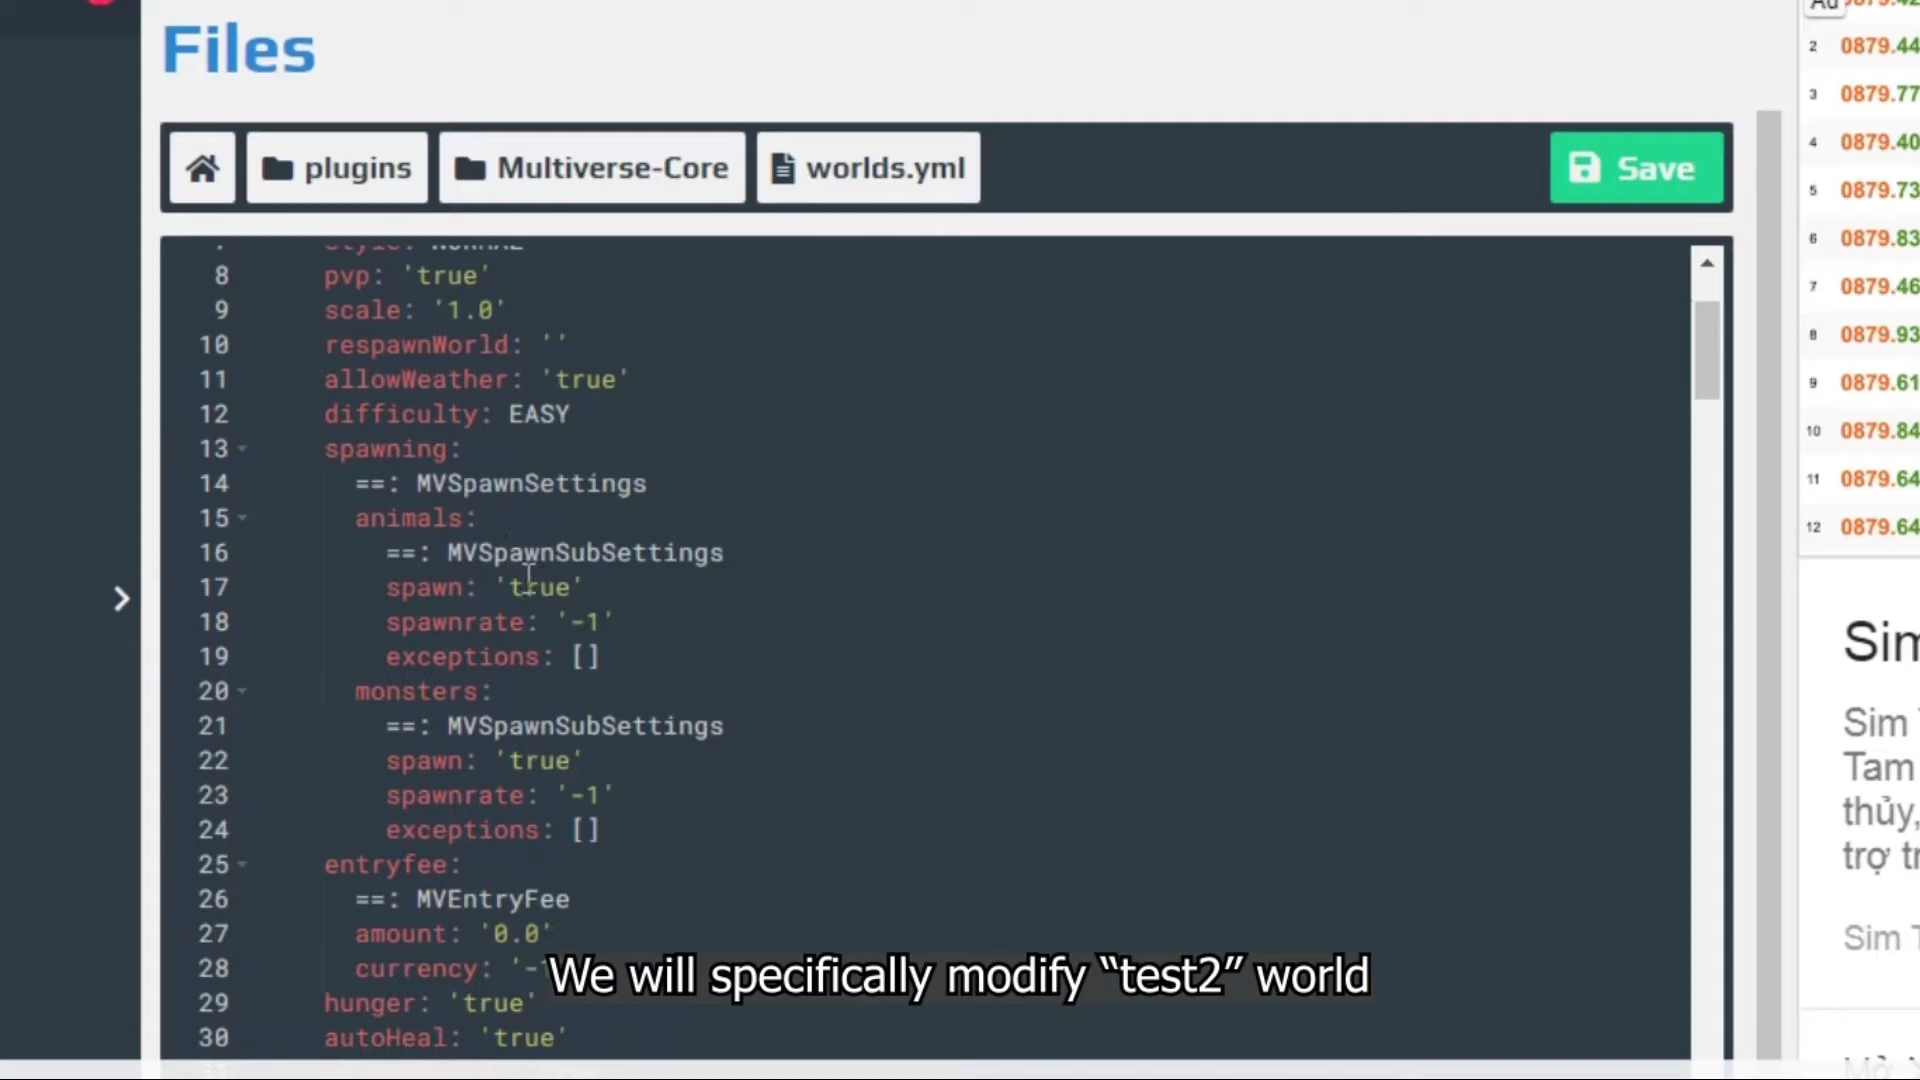 Files
plugins
Multiverse-Core
worlds.yml
Save
style: NORMAL
8 pvp: 'true'
9 scale: '1.0'
10 respawnWorld: ''
11 allowWeather: 'true'
12 difficulty: EASY
13 spawning:
14 ==: MVSpawnSettings
15 animals:
16 ==: MVSpawnSubSettings
17 spawn: 'true'
18 spawnrate: '-1'
19 exceptions: []
20 monsters:
21 ==: MVSpawnSubSettings
22 spawn: 'true'
23 spawnrate: '-1'
24 exceptions: []
25 entryfee:
26 ==: MVEntryFee
27 amount: '0.0'
28 currency: '-
29 hunger: 'true'
30 autoHeal: 'true'
We will specifically modify “test2” world
Ad
2 0879.44
3 0879.77
4 0879.40
5 0879.73
6 0879.83
7 0879.46
8 0879.93
9 0879.61
10 0879.84
11 0879.64
12 0879.64
Sim
Sim
Tam
thủy,
trợ
Sim